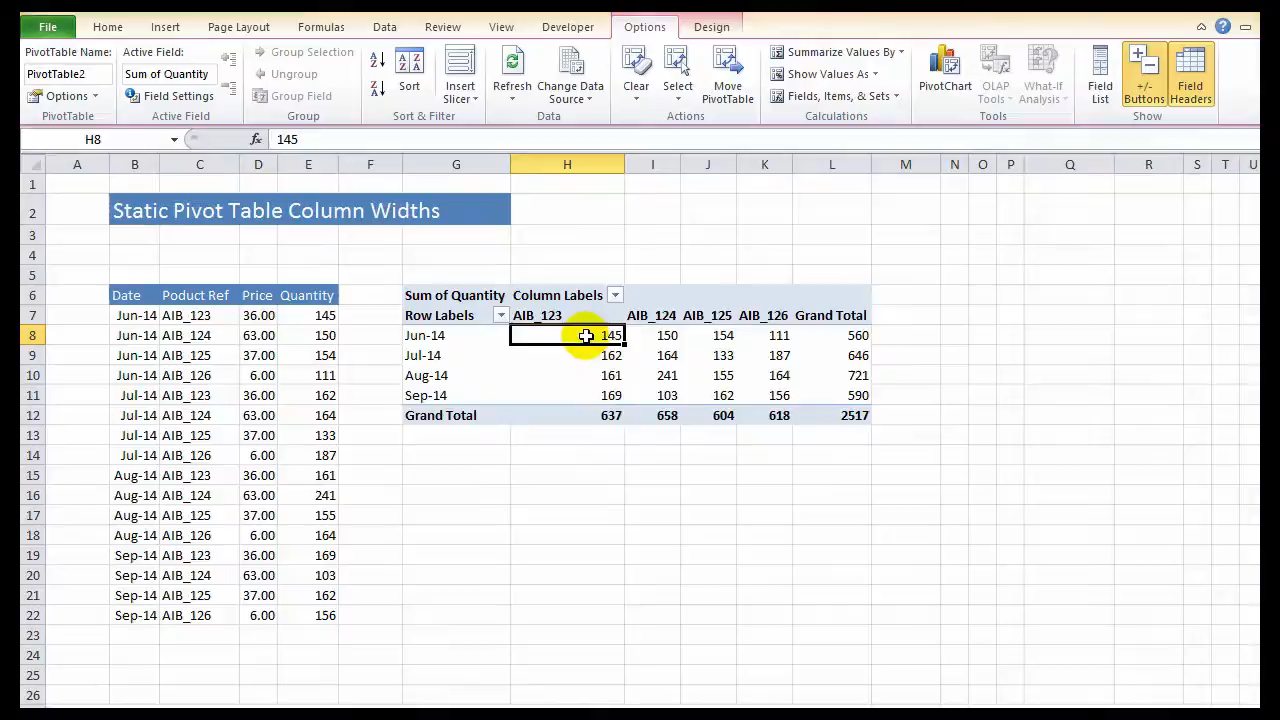 File Home Insert Page Layout Formulas Data Review View Developer Options Design
PivotTable Name: Active Field: Group Selection Summarize Values By
PivotTable2 Sum of Quantity Ungroup Sort Insert Slicer Refresh Change Data Source Clear Select Move PivotTable Show Values As PivotChart OLAP Tools What-If Analysis Field List +/- Buttons Field Headers
Options Field Settings Group Field Fields, Items, & Sets
PivotTable Active Field Group Sort & Filter Data Actions Calculations Tools Show
H8 fx 145
A B C D E F G H I J K L M N O P Q R S T U
1
2 Static Pivot Table Column Widths
3
4
5
6 Date Poduct Ref Price Quantity Sum of Quantity Column Labels
7 Jun-14 AIB_123 36.00 145 Row Labels AIB_123 AIB_124 AIB_125 AIB_126 Grand Total
8 Jun-14 AIB_124 63.00 150 Jun-14 145 150 154 111 560
9 Jun-14 AIB_125 37.00 154 Jul-14 162 164 133 187 646
10 Jun-14 AIB_126 6.00 111 Aug-14 161 241 155 164 721
11 Jul-14 AIB_123 36.00 162 Sep-14 169 103 162 156 590
12 Jul-14 AIB_124 63.00 164 Grand Total 637 658 604 618 2517
13 Jul-14 AIB_125 37.00 133
14 Jul-14 AIB_126 6.00 187
15 Aug-14 AIB_123 36.00 161
16 Aug-14 AIB_124 63.00 241
17 Aug-14 AIB_125 37.00 155
18 Aug-14 AIB_126 6.00 164
19 Sep-14 AIB_123 36.00 169
20 Sep-14 AIB_124 63.00 103
21 Sep-14 AIB_125 37.00 162
22 Sep-14 AIB_126 6.00 156
23
24
25
26